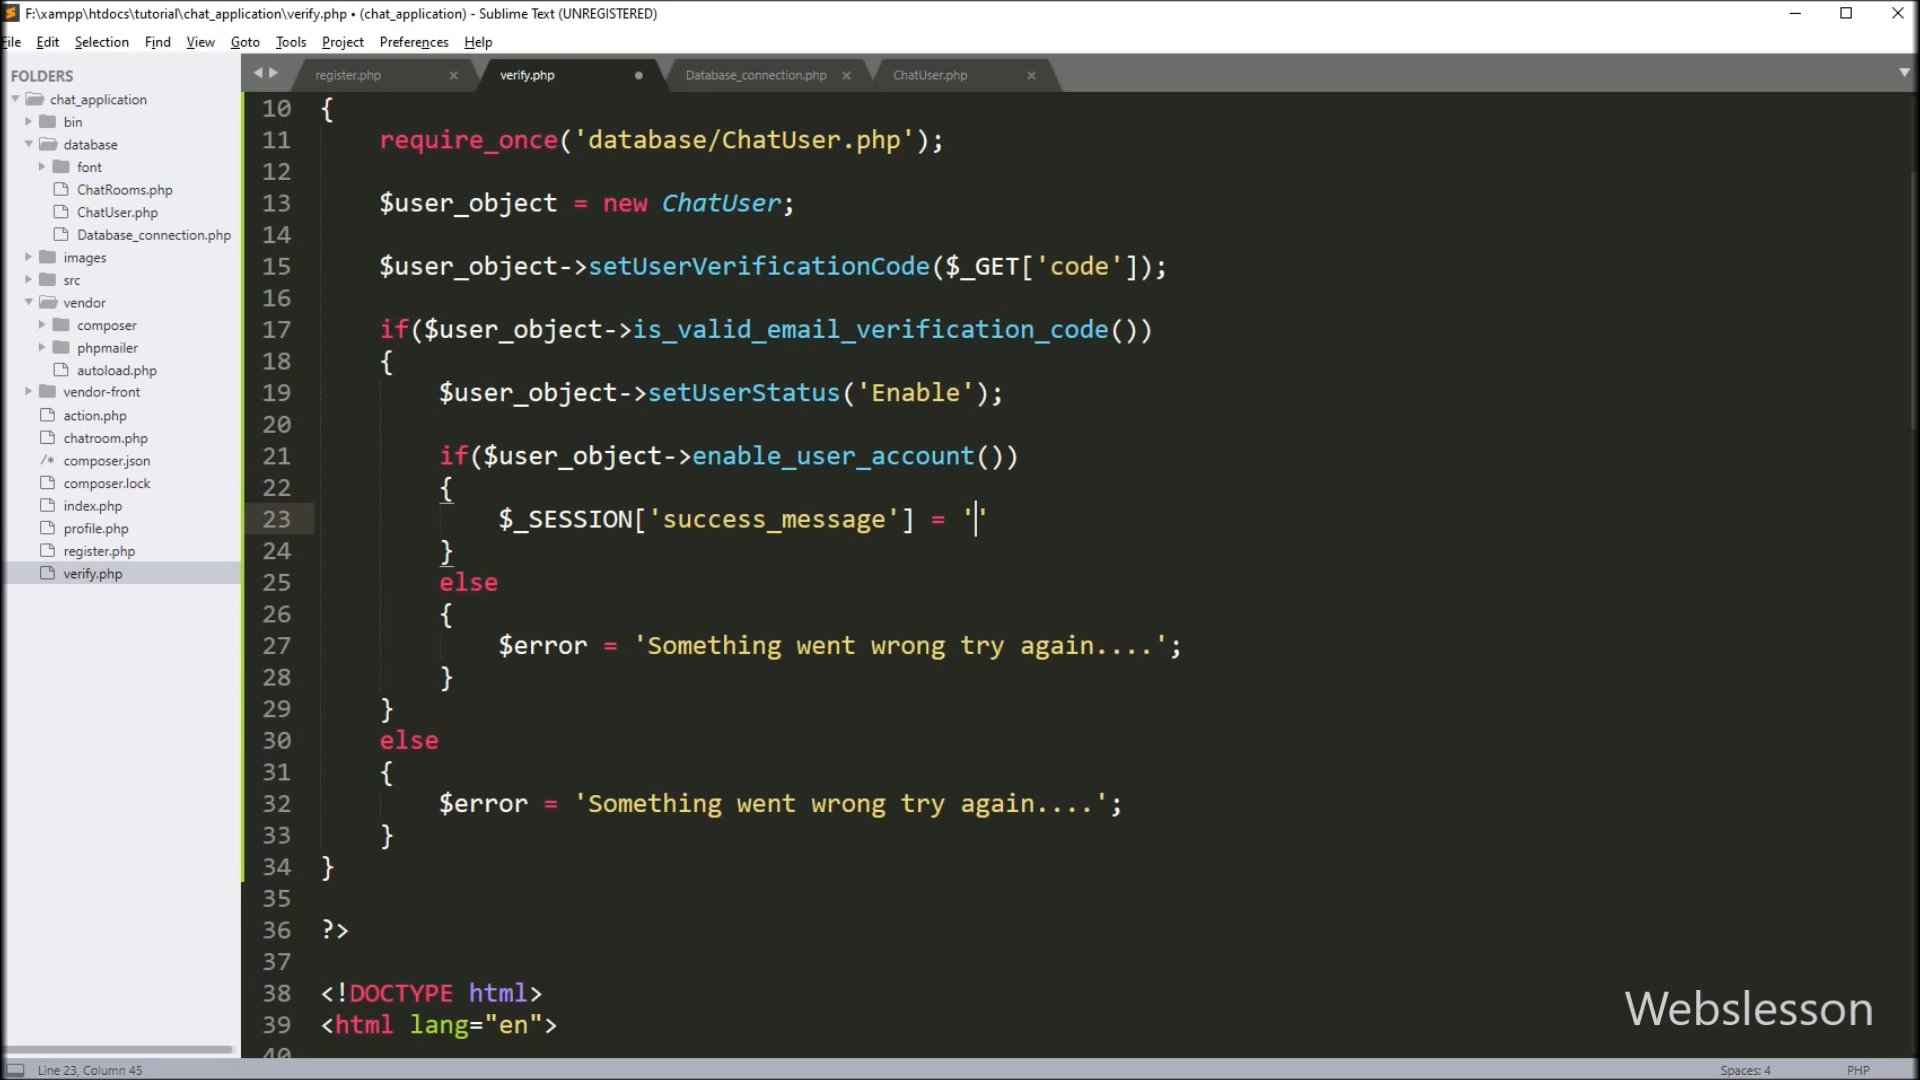 F:\xampp\htdocs\tutorial\chat_application\verify.php • (chat_application) - Sublime Text (UNREGISTERED)
File Edit Selection Find View Goto Tools Project Preferences Help
FOLDERS
chat_application
bin
database
font
ChatRooms.php
ChatUser.php
Database_connection.php
images
src
vendor
composer
phpmailer
autoload.php
vendor-front
action.php
chatroom.php
/* composer.json
composer.lock
index.php
profile.php
register.php
verify.php
register.php verify.php Database_connection.php ChatUser.php
10 {
11 require_once('database/ChatUser.php');
12
13 $user_object = new ChatUser;
14
15 $user_object->setUserVerificationCode($_GET['code']);
16
17 if($user_object->is_valid_email_verification_code())
18 {
19 $user_object->setUserStatus('Enable');
20
21 if($user_object->enable_user_account())
22 {
23 $_SESSION['success_message'] = ''
24 }
25 else
26 {
27 $error = 'Something went wrong try again....';
28 }
29 }
30 else
31 {
32 $error = 'Something went wrong try again....';
33 }
34 }
35
36 ?>
37
38 <!DOCTYPE html>
39 <html lang="en">
40
Webslesson
Line 23, Column 45 Spaces: 4 PHP